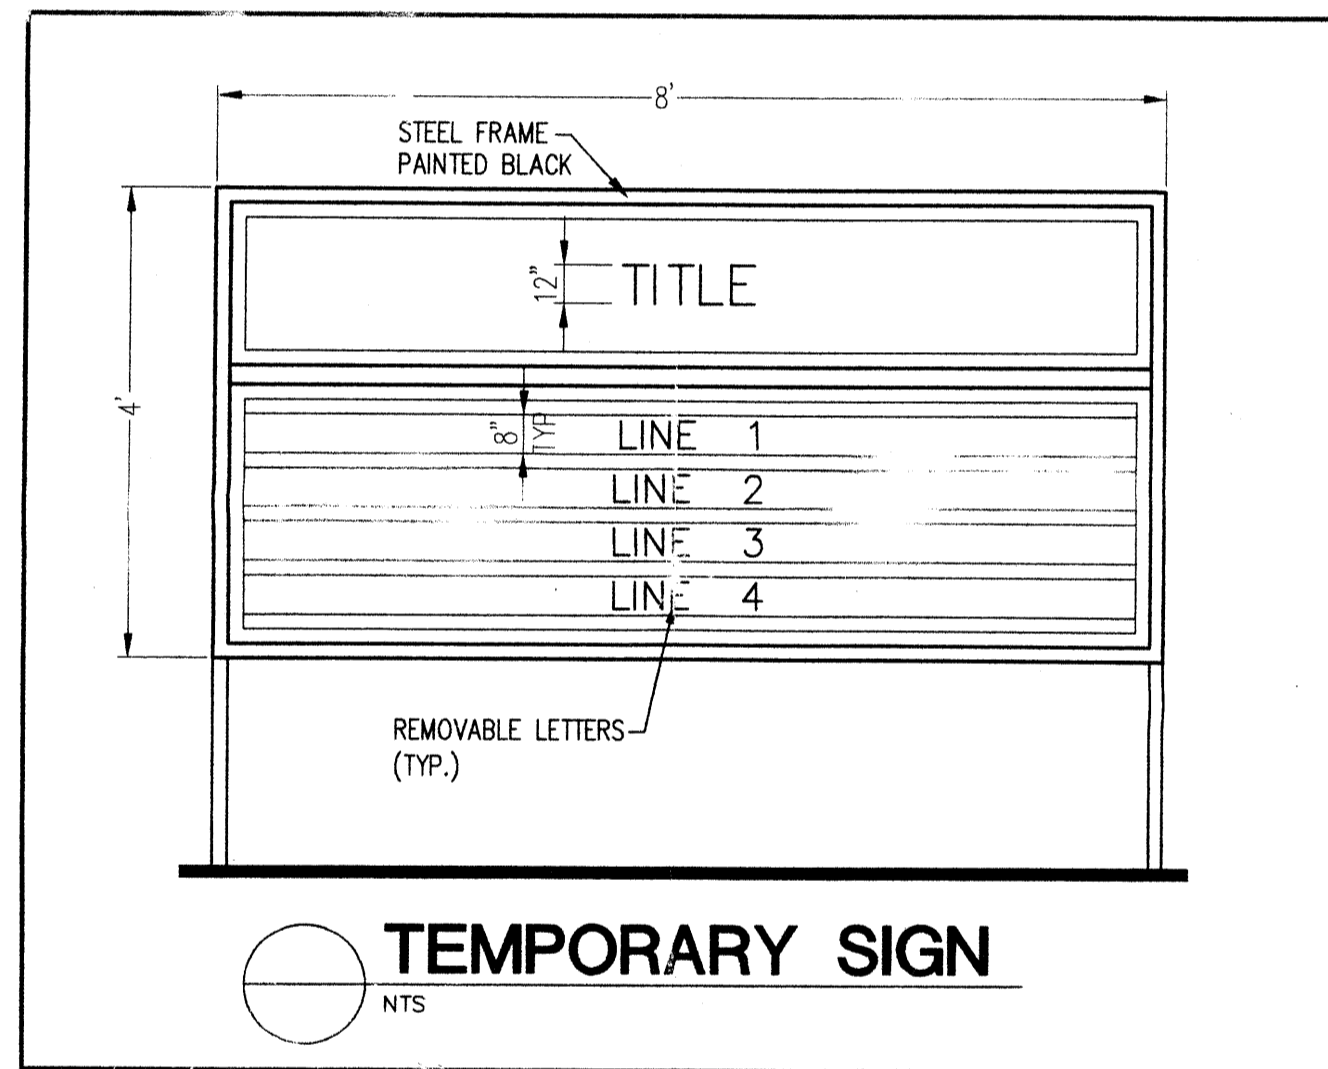 8'
STEEL FRAME
PAINTED BLACK
12"
TITLE
4'
8"
TYP
LINE 1
LINE 2
LINE 3
LINE 4
REMOVABLE LETTERS
(TYP.)
TEMPORARY SIGN
NTS